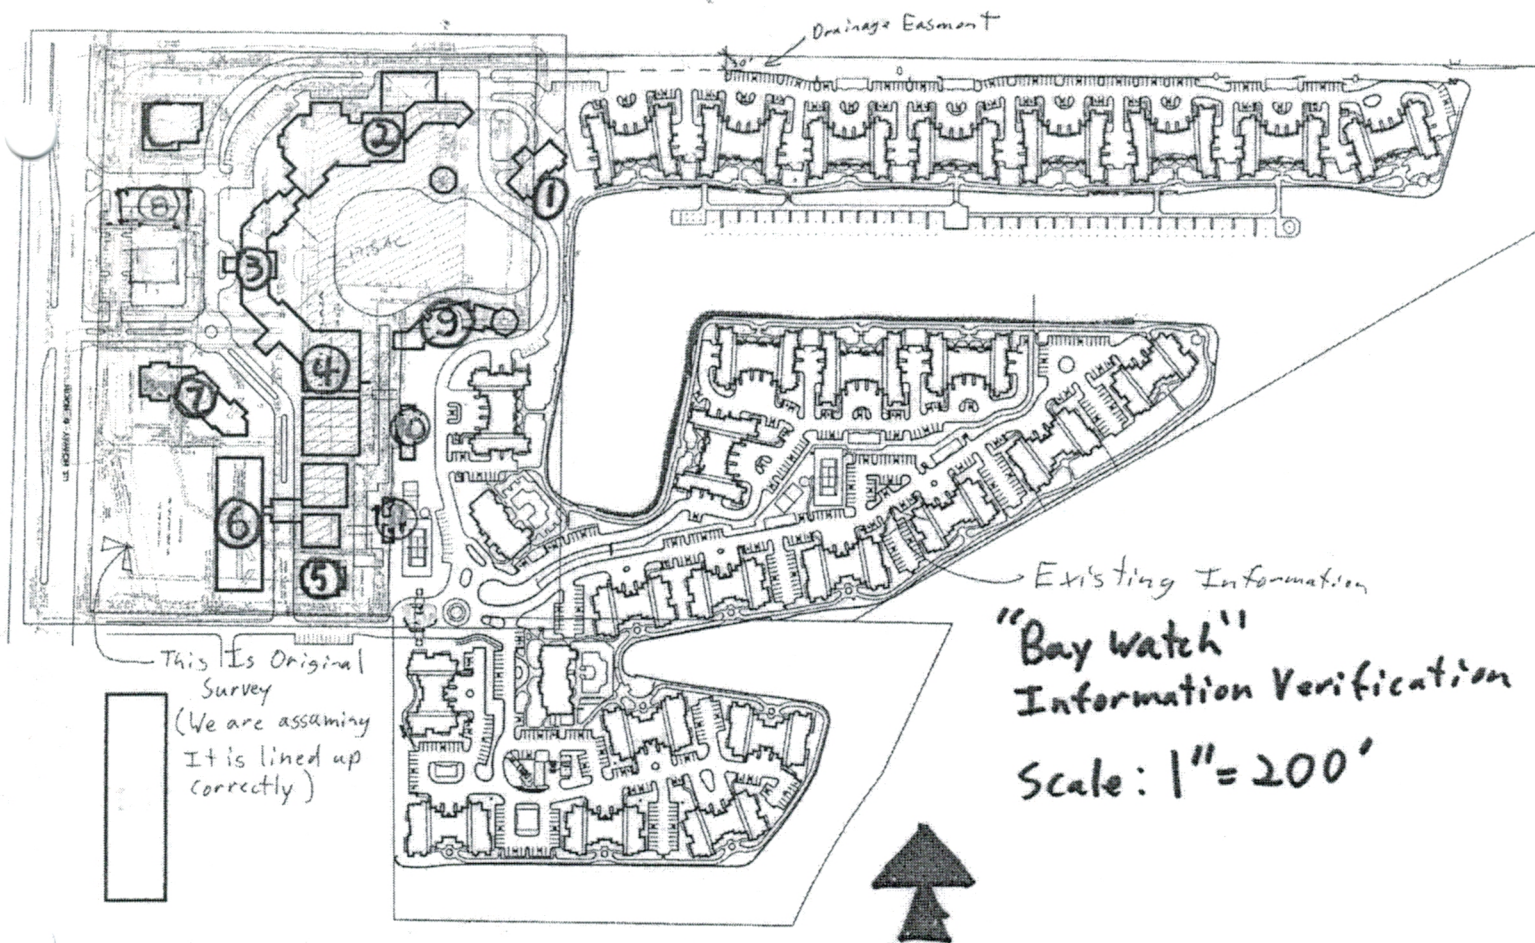 Drainage Easment
30'
2
8
1
17.5 AC
3
9
4
7
10
6
5
This Is Original
Survey
(We are assuming
It is lined up
correctly)
Existing Information
"Bay Watch"
Information Verification
Scale: 1" = 200'